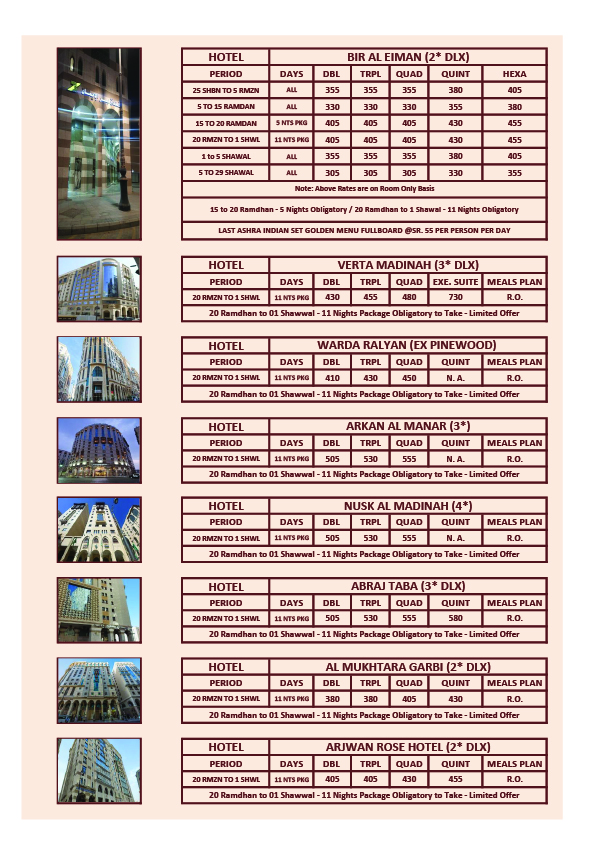 HOTEL BIR AL EIMAN (2* DLX)
PERIOD DAYS DBL TRPL QUAD QUINT HEXA
25 SHBN TO 5 RMZN ALL 355 355 355 380 405
5 TO 15 RAMDAN ALL 330 330 330 355 380
15 TO 20 RAMDAN 5 NTS PKG 405 405 405 430 455
20 RMZN TO 1 SHWL 11 NTS PKG 405 405 405 430 455
1 to 5 SHAWAL ALL 355 355 355 380 405
5 TO 29 SHAWAL ALL 305 305 305 330 355
Note: Above Rates are on Room Only Basis
15 to 20 Ramdhan - 5 Nights Obligatory / 20 Ramdhan to 1 Shawal - 11 Nights Obligatory
LAST ASHRA INDIAN SET GOLDEN MENU FULLBOARD @SR. 55 PER PERSON PER DAY
HOTEL VERTA MADINAH (3* DLX)
PERIOD DAYS DBL TRPL QUAD EXE. SUITE MEALS PLAN
20 RMZN TO 1 SHWL 11 NTS PKG 430 455 480 730 R.O.
20 Ramdhan to 01 Shawwal - 11 Nights Package Obligatory to Take - Limited Offer
HOTEL WARDA RALYAN (EX PINEWOOD)
PERIOD DAYS DBL TRPL QUAD QUINT MEALS PLAN
20 RMZN TO 1 SHWL 11 NTS PKG 410 430 450 N. A. R.O.
20 Ramdhan to 01 Shawwal - 11 Nights Package Obligatory to Take - Limited Offer
HOTEL ARKAN AL MANAR (3*)
PERIOD DAYS DBL TRPL QUAD QUINT MEALS PLAN
20 RMZN TO 1 SHWL 11 NTS PKG 505 530 555 N. A. R.O.
20 Ramdhan to 01 Shawwal - 11 Nights Package Obligatory to Take - Limited Offer
HOTEL NUSK AL MADINAH (4*)
PERIOD DAYS DBL TRPL QUAD QUINT MEALS PLAN
20 RMZN TO 1 SHWL 11 NTS PKG 505 530 555 N. A. R.O.
20 Ramdhan to 01 Shawwal - 11 Nights Package Obligatory to Take - Limited Offer
HOTEL ABRAJ TABA (3* DLX)
PERIOD DAYS DBL TRPL QUAD QUINT MEALS PLAN
20 RMZN TO 1 SHWL 11 NTS PKG 505 530 555 580 R.O.
20 Ramdhan to 01 Shawwal - 11 Nights Package Obligatory to Take - Limited Offer
HOTEL AL MUKHTARA GARBI (2* DLX)
PERIOD DAYS DBL TRPL QUAD QUINT MEALS PLAN
20 RMZN TO 1 SHWL 11 NTS PKG 380 380 405 430 R.O.
20 Ramdhan to 01 Shawwal - 11 Nights Package Obligatory to Take - Limited Offer
HOTEL ARJWAN ROSE HOTEL (2* DLX)
PERIOD DAYS DBL TRPL QUAD QUINT MEALS PLAN
20 RMZN TO 1 SHWL 11 NTS PKG 405 405 430 455 R.O.
20 Ramdhan to 01 Shawwal - 11 Nights Package Obligatory to Take - Limited Offer